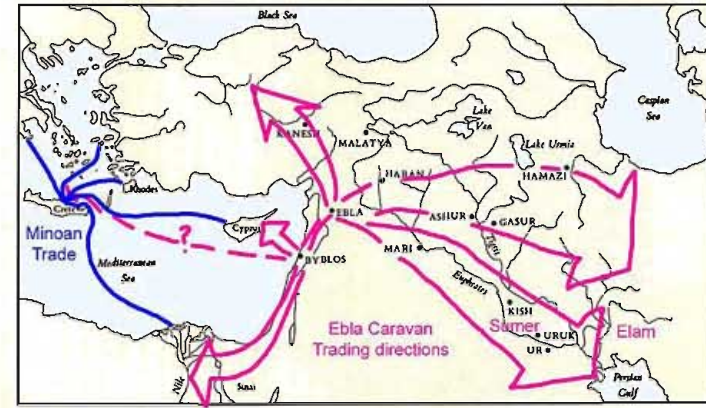 Black Sea
Caspian
Sea
KANESH
MALATYA
Lake
Van
Lake Urmia
HAMAZI
HARAN
Rhodes
Crete
Cyprus
EBLA
ASHUR
GASUR
Tigris
Minoan
Trade
?
Mediterranean
Sea
BYBLOS
MARI
Euphrates
KISH
Sumer
URUK
Elam
UR
Ebla Caravan
Trading directions
Nile
Sinai
Persian
Gulf